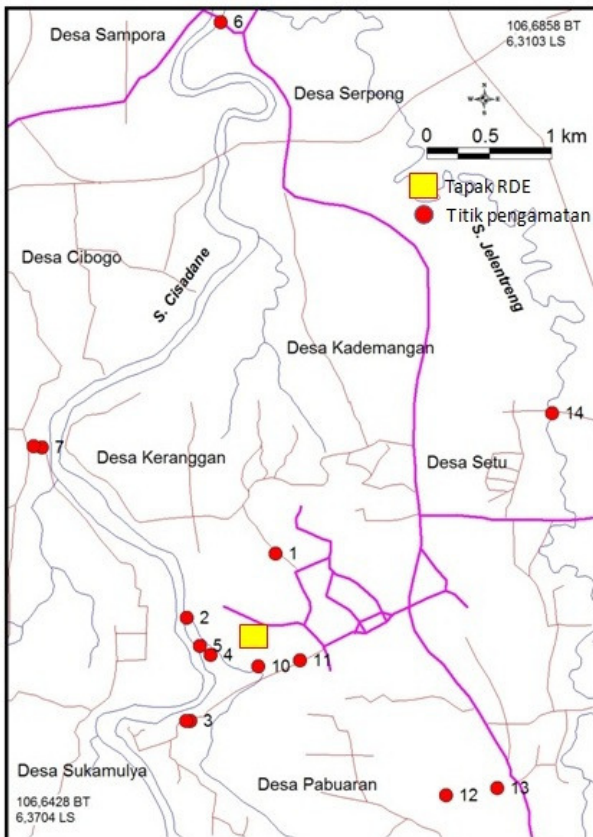 6
Desa Sampora
106,6858 BT
6,3103 LS
Desa Serpong
N
W E
S
0 0.5 1 km
Tapak RDE
Titik pengamatan
S. Jelentreng
Desa Cibogo
S. Cisadane
Desa Kademangan
14
7
Desa Keranggan
Desa Setu
1
2
5
4
10
11
3
Desa Sukamulya
Desa Pabuaran
12
13
106,6428 BT
6,3704 LS